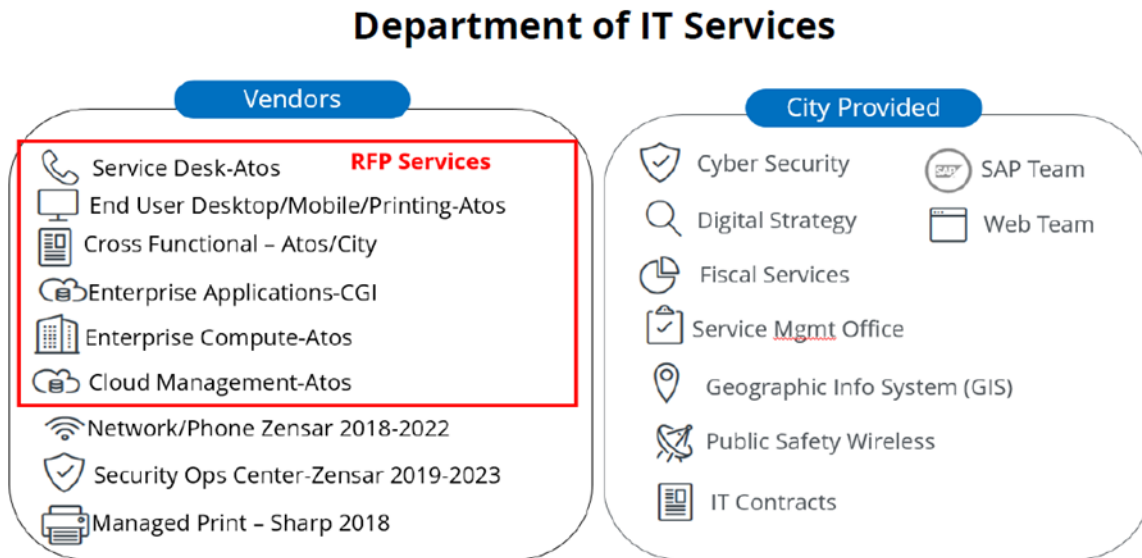 Department of IT Services
Vendors
RFP Services
Service Desk-Atos
End User Desktop/Mobile/Printing-Atos
Cross Functional – Atos/City
Enterprise Applications-CGI
Enterprise Compute-Atos
Cloud Management-Atos
Network/Phone Zensar 2018-2022
Security Ops Center-Zensar 2019-2023
Managed Print – Sharp 2018
City Provided
Cyber Security
Digital Strategy
Fiscal Services
Service Mgmt Office
Geographic Info System (GIS)
Public Safety Wireless
IT Contracts
SAP
SAP Team
Web Team